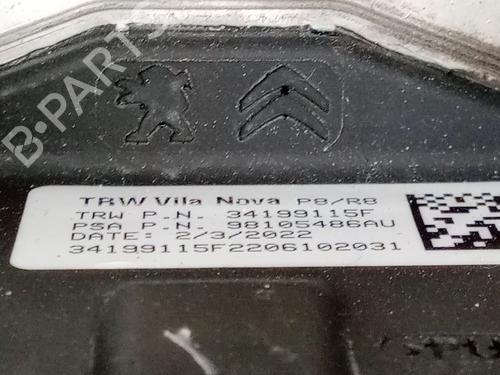 B-PARTS
TRW Vila Nova P8/R8
TRW P.N. 34199115F
PSA P.N. 98105486AU
DATE: 2/3/2022
34199115F2206102031